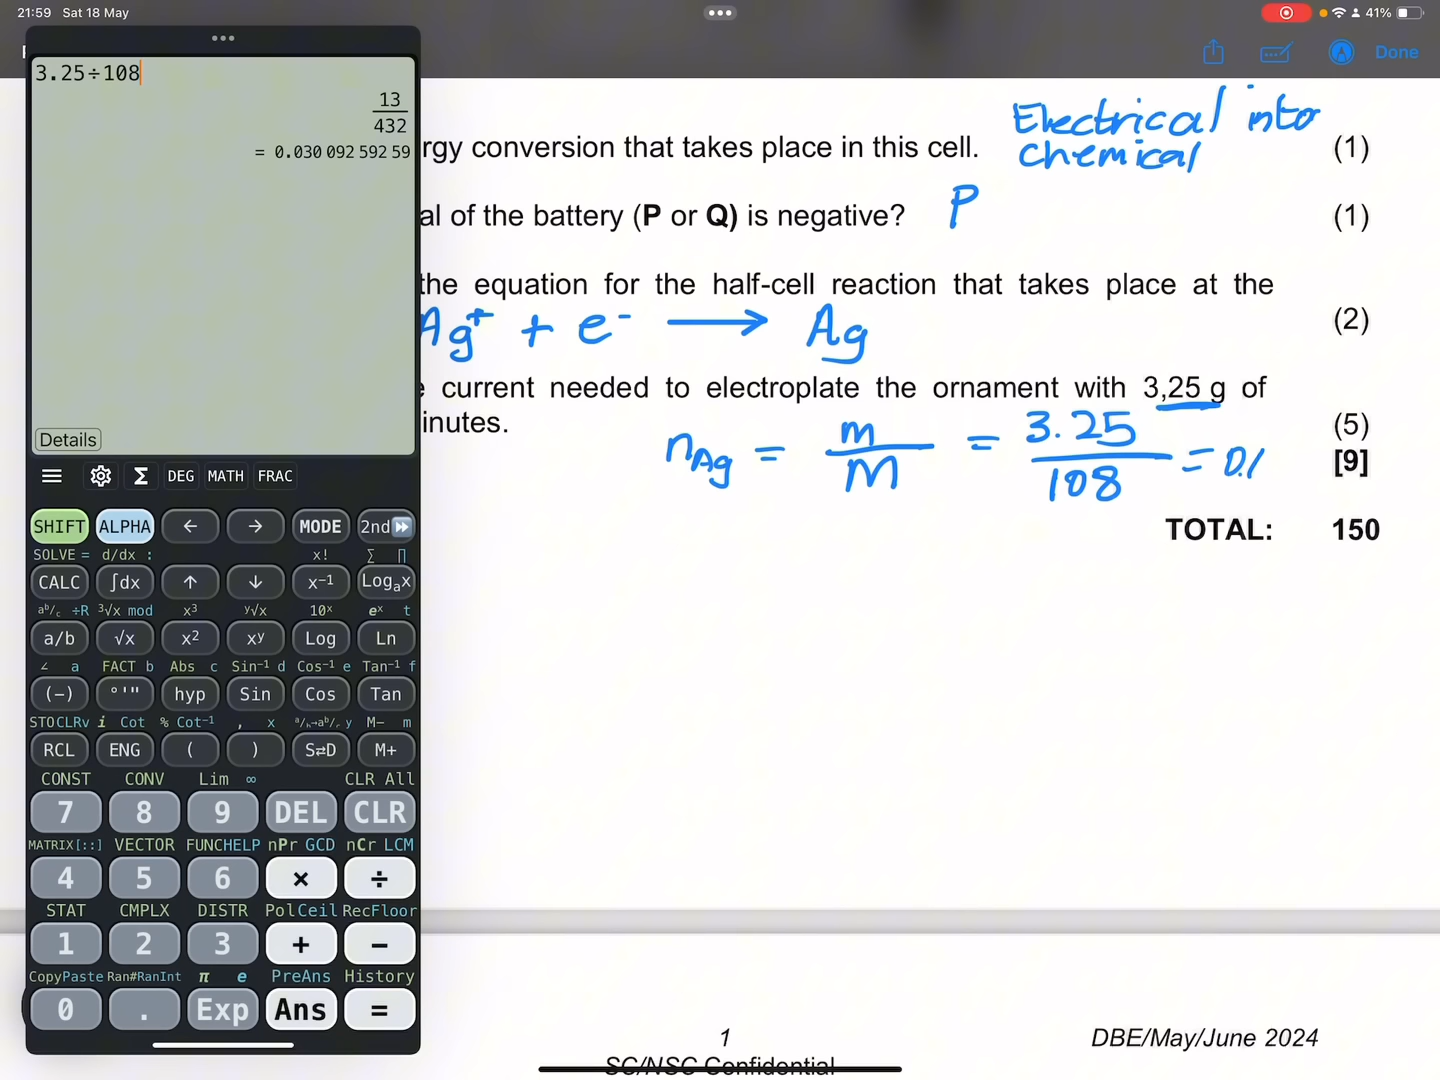 21:59 Sat 18 May
41%
Done
3.25÷108
13
432
= 0.030 092 592 59
Details
DEG MATH FRAC
SHIFT ALPHA ← → MODE 2nd
SOLVE = d/dx : x! ∑ ∏
CALC ∫dx ↑ ↓ x⁻¹ Logₐx
aᵇ/c ÷R ³√x mod x³ ʸ√x 10ˣ eˣ t
a/b √x x² xʸ Log Ln
∠ a FACT b Abs c Sin⁻¹ d Cos⁻¹ e Tan⁻¹ f
(−) °'" hyp Sin Cos Tan
STO CLRv i Cot % Cot⁻¹ , x y M− m
RCL ENG ( ) S⇄D M+
CONST CONV Lim ∞ CLR All
7 8 9 DEL CLR
MATRIX[::] VECTOR FUNC HELP nPr GCD nCr LCM
4 5 6 × ÷
STAT CMPLX DISTR Pol Ceil Rec Floor
1 2 3 + −
Copy Paste Ran# RanInt π e PreAns History
0 . Exp Ans =
Electrical into
chemical
rgy conversion that takes place in this cell. (1)
al of the battery (P or Q) is negative? P (1)
the equation for the half-cell reaction that takes place at the
Ag⁺ + e⁻ → Ag (2)
current needed to electroplate the ornament with 3,25 g of
inutes. (5)
nAg = m/M = 3.25/108 = 0.
[9]
TOTAL: 150
1
DBE/May/June 2024
SC/NSC Confidential